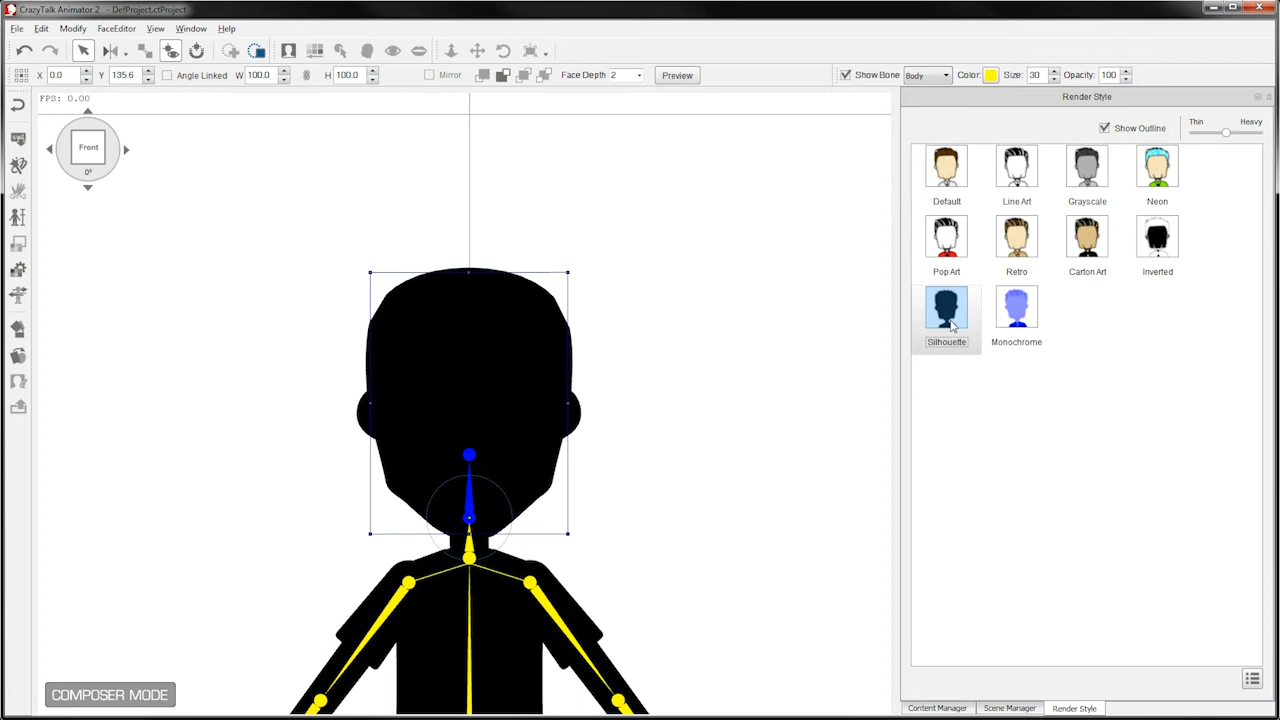 CrazyTalk Animator 2 - DefProject.ctProject
File Edit Modify FaceEditor View Window Help
X 0.0 Y 135.6 Angle Linked W 100.0 H 100.0 Mirror Face Depth 2 Preview Show Bone Body Color: Size: 30 Opacity: 100
FPS: 0.00
Render Style
Show Outline Thin Heavy
Front
0°
Default Line Art Grayscale Neon
Pop Art Retro Carton Art Inverted
Silhouette Monochrome
COMPOSER MODE
Content Manager Scene Manager Render Style